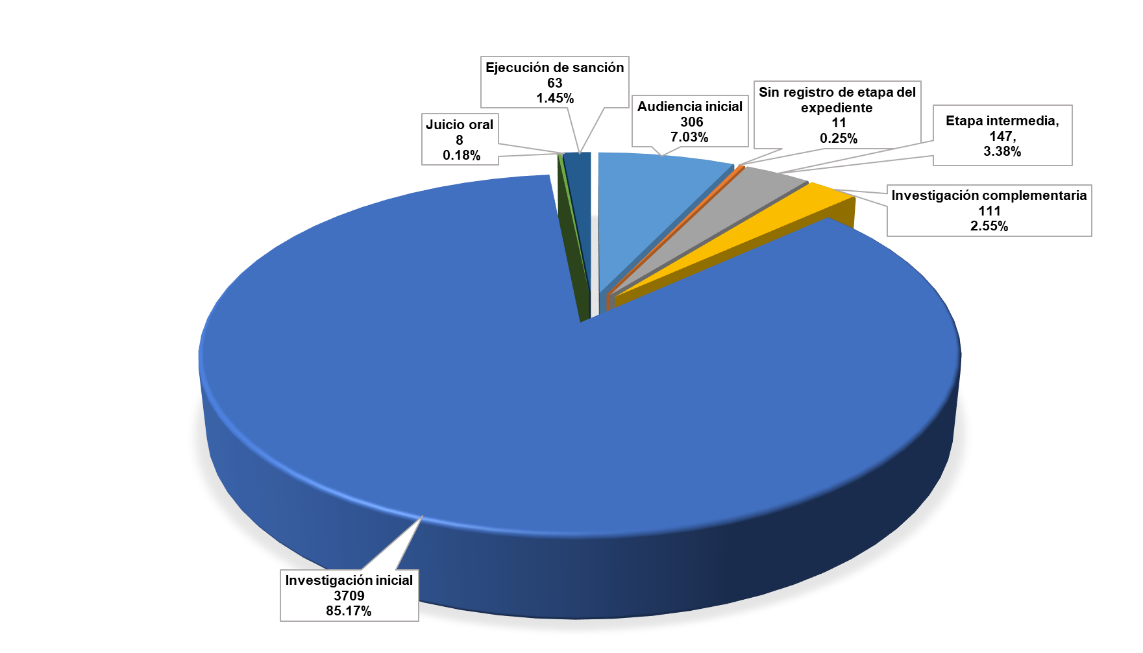 Ejecución de sanción
63
1.45%
Juicio oral
8
0.18%
Audiencia inicial
306
7.03%
Sin registro de etapa del
expediente
11
0.25%
Etapa intermedia,
147,
3.38%
Investigación complementaria
111
2.55%
Investigación inicial
3709
85.17%